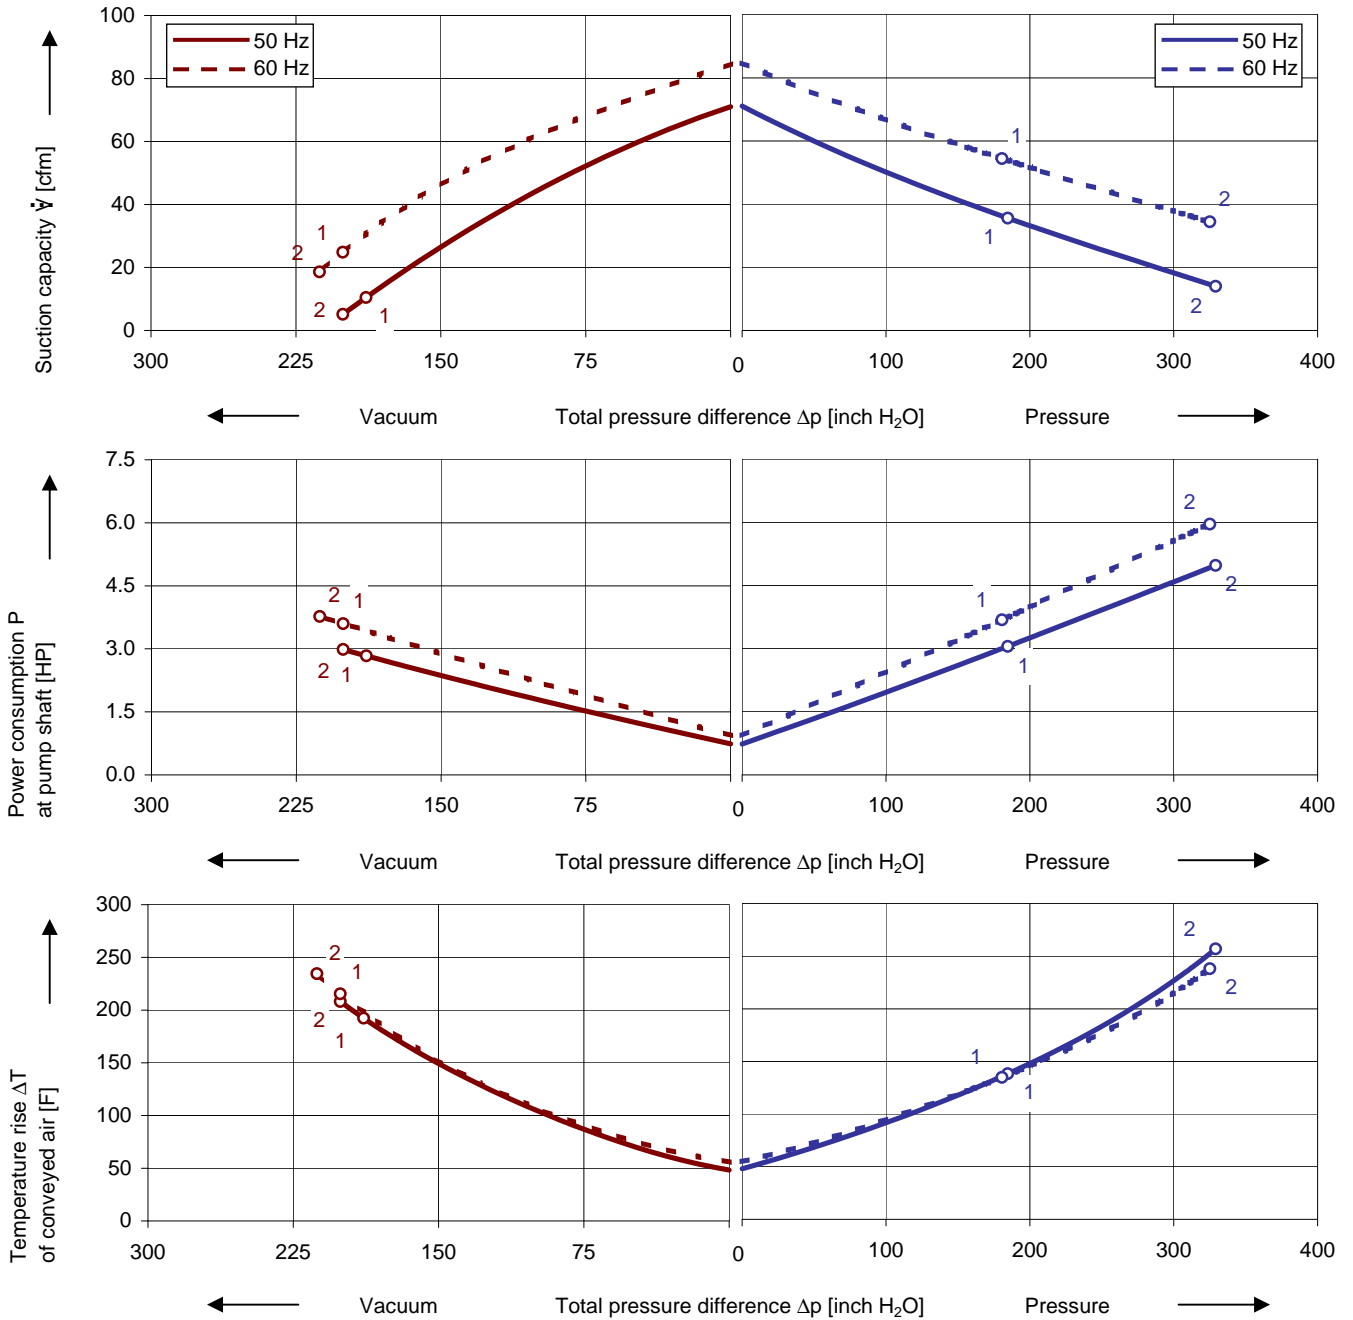 100
80
60
40
20
0
Suction capacity V̇ [cfm]
50 Hz
60 Hz
50 Hz
60 Hz
1
2
2
1
1
2
1
2
300 225 150 75 0 100 200 300 400
Vacuum Total pressure difference Δp [inch H₂O] Pressure
7.5
6.0
4.5
3.0
1.5
0.0
Power consumption P
at pump shaft [HP]
2 1
2 1
2
1
2
1
300 225 150 75 0 100 200 300 400
Vacuum Total pressure difference Δp [inch H₂O] Pressure
300
250
200
150
100
50
0
Temperature rise ΔT
of conveyed air [F]
2
1
2
1
2
2
1
1
300 225 150 75 0 100 200 300 400
Vacuum Total pressure difference Δp [inch H₂O] Pressure